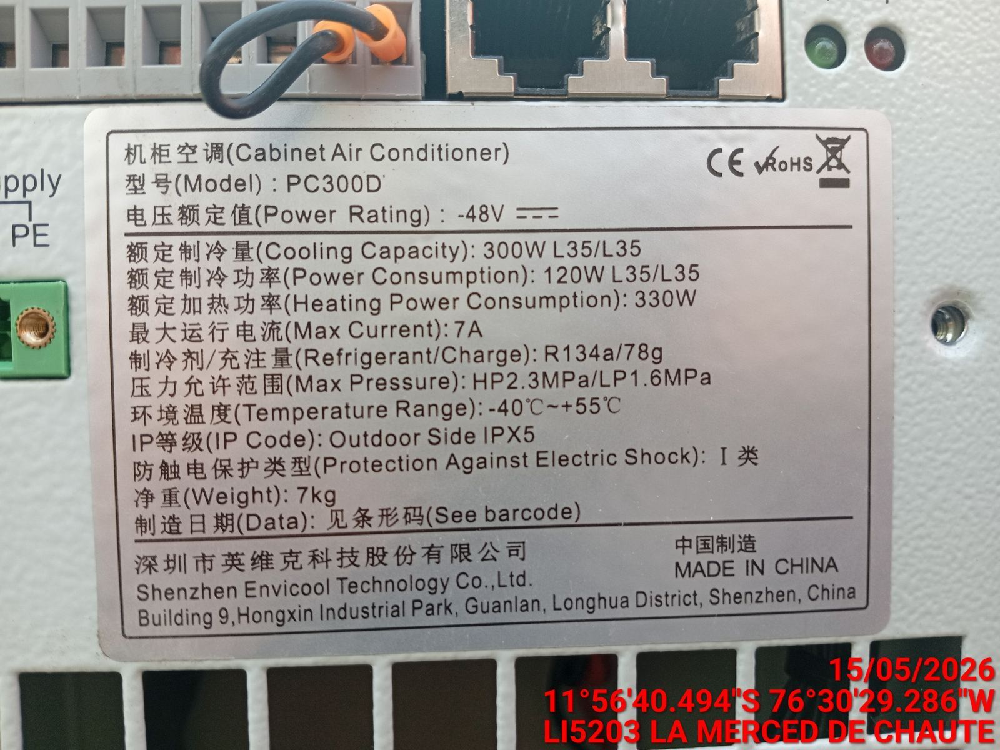 pply
PE
机柜空调(Cabinet Air Conditioner)
CE RoHS
型号(Model) : PC300D
电压额定值(Power Rating) : -48V
额定制冷量(Cooling Capacity): 300W L35/L35
额定制冷功率(Power Consumption): 120W L35/L35
额定加热功率(Heating Power Consumption): 330W
最大运行电流(Max Current): 7A
制冷剂/充注量(Refrigerant/Charge): R134a/78g
压力允许范围(Max Pressure): HP2.3MPa/LP1.6MPa
环境温度(Temperature Range): -40℃~+55℃
IP等级(IP Code): Outdoor Side IPX5
防触电保护类型(Protection Against Electric Shock): I 类
净重(Weight): 7kg
制造日期(Data): 见条形码(See barcode)
深圳市英维克科技股份有限公司
Shenzhen Envicool Technology Co.,Ltd.
中国制造
MADE IN CHINA
Building 9,Hongxin Industrial Park, Guanlan, Longhua District, Shenzhen, China
15/05/2026
11°56'40.494"S 76°30'29.286"W
LI5203 LA MERCED DE CHAUTE